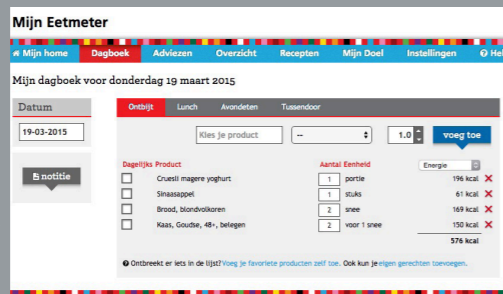 Mijn Eetmeter
Mijn home Dagboek Adviezen Overzicht Recepten Mijn Doel Instellingen Hel
Mijn dagboek voor donderdag 19 maart 2015
Datum
19-03-2015
notitie
Ontbijt Lunch Avondeten Tussendoor
Kies je product -- 1.0 voeg toe
Dagelijks Product Aantal Eenheid Energie
Cruesli magere yoghurt 1 portie 196 kcal
Sinaasappel 1 stuks 61 kcal
Brood, blondvolkoren 2 snee 169 kcal
Kaas, Goudse, 48+, belegen 2 voor 1 snee 150 kcal
576 kcal
Ontbreekt er iets in de lijst? Voeg je favoriete producten zelf toe. Ook kun je eigen gerechten toevoegen.